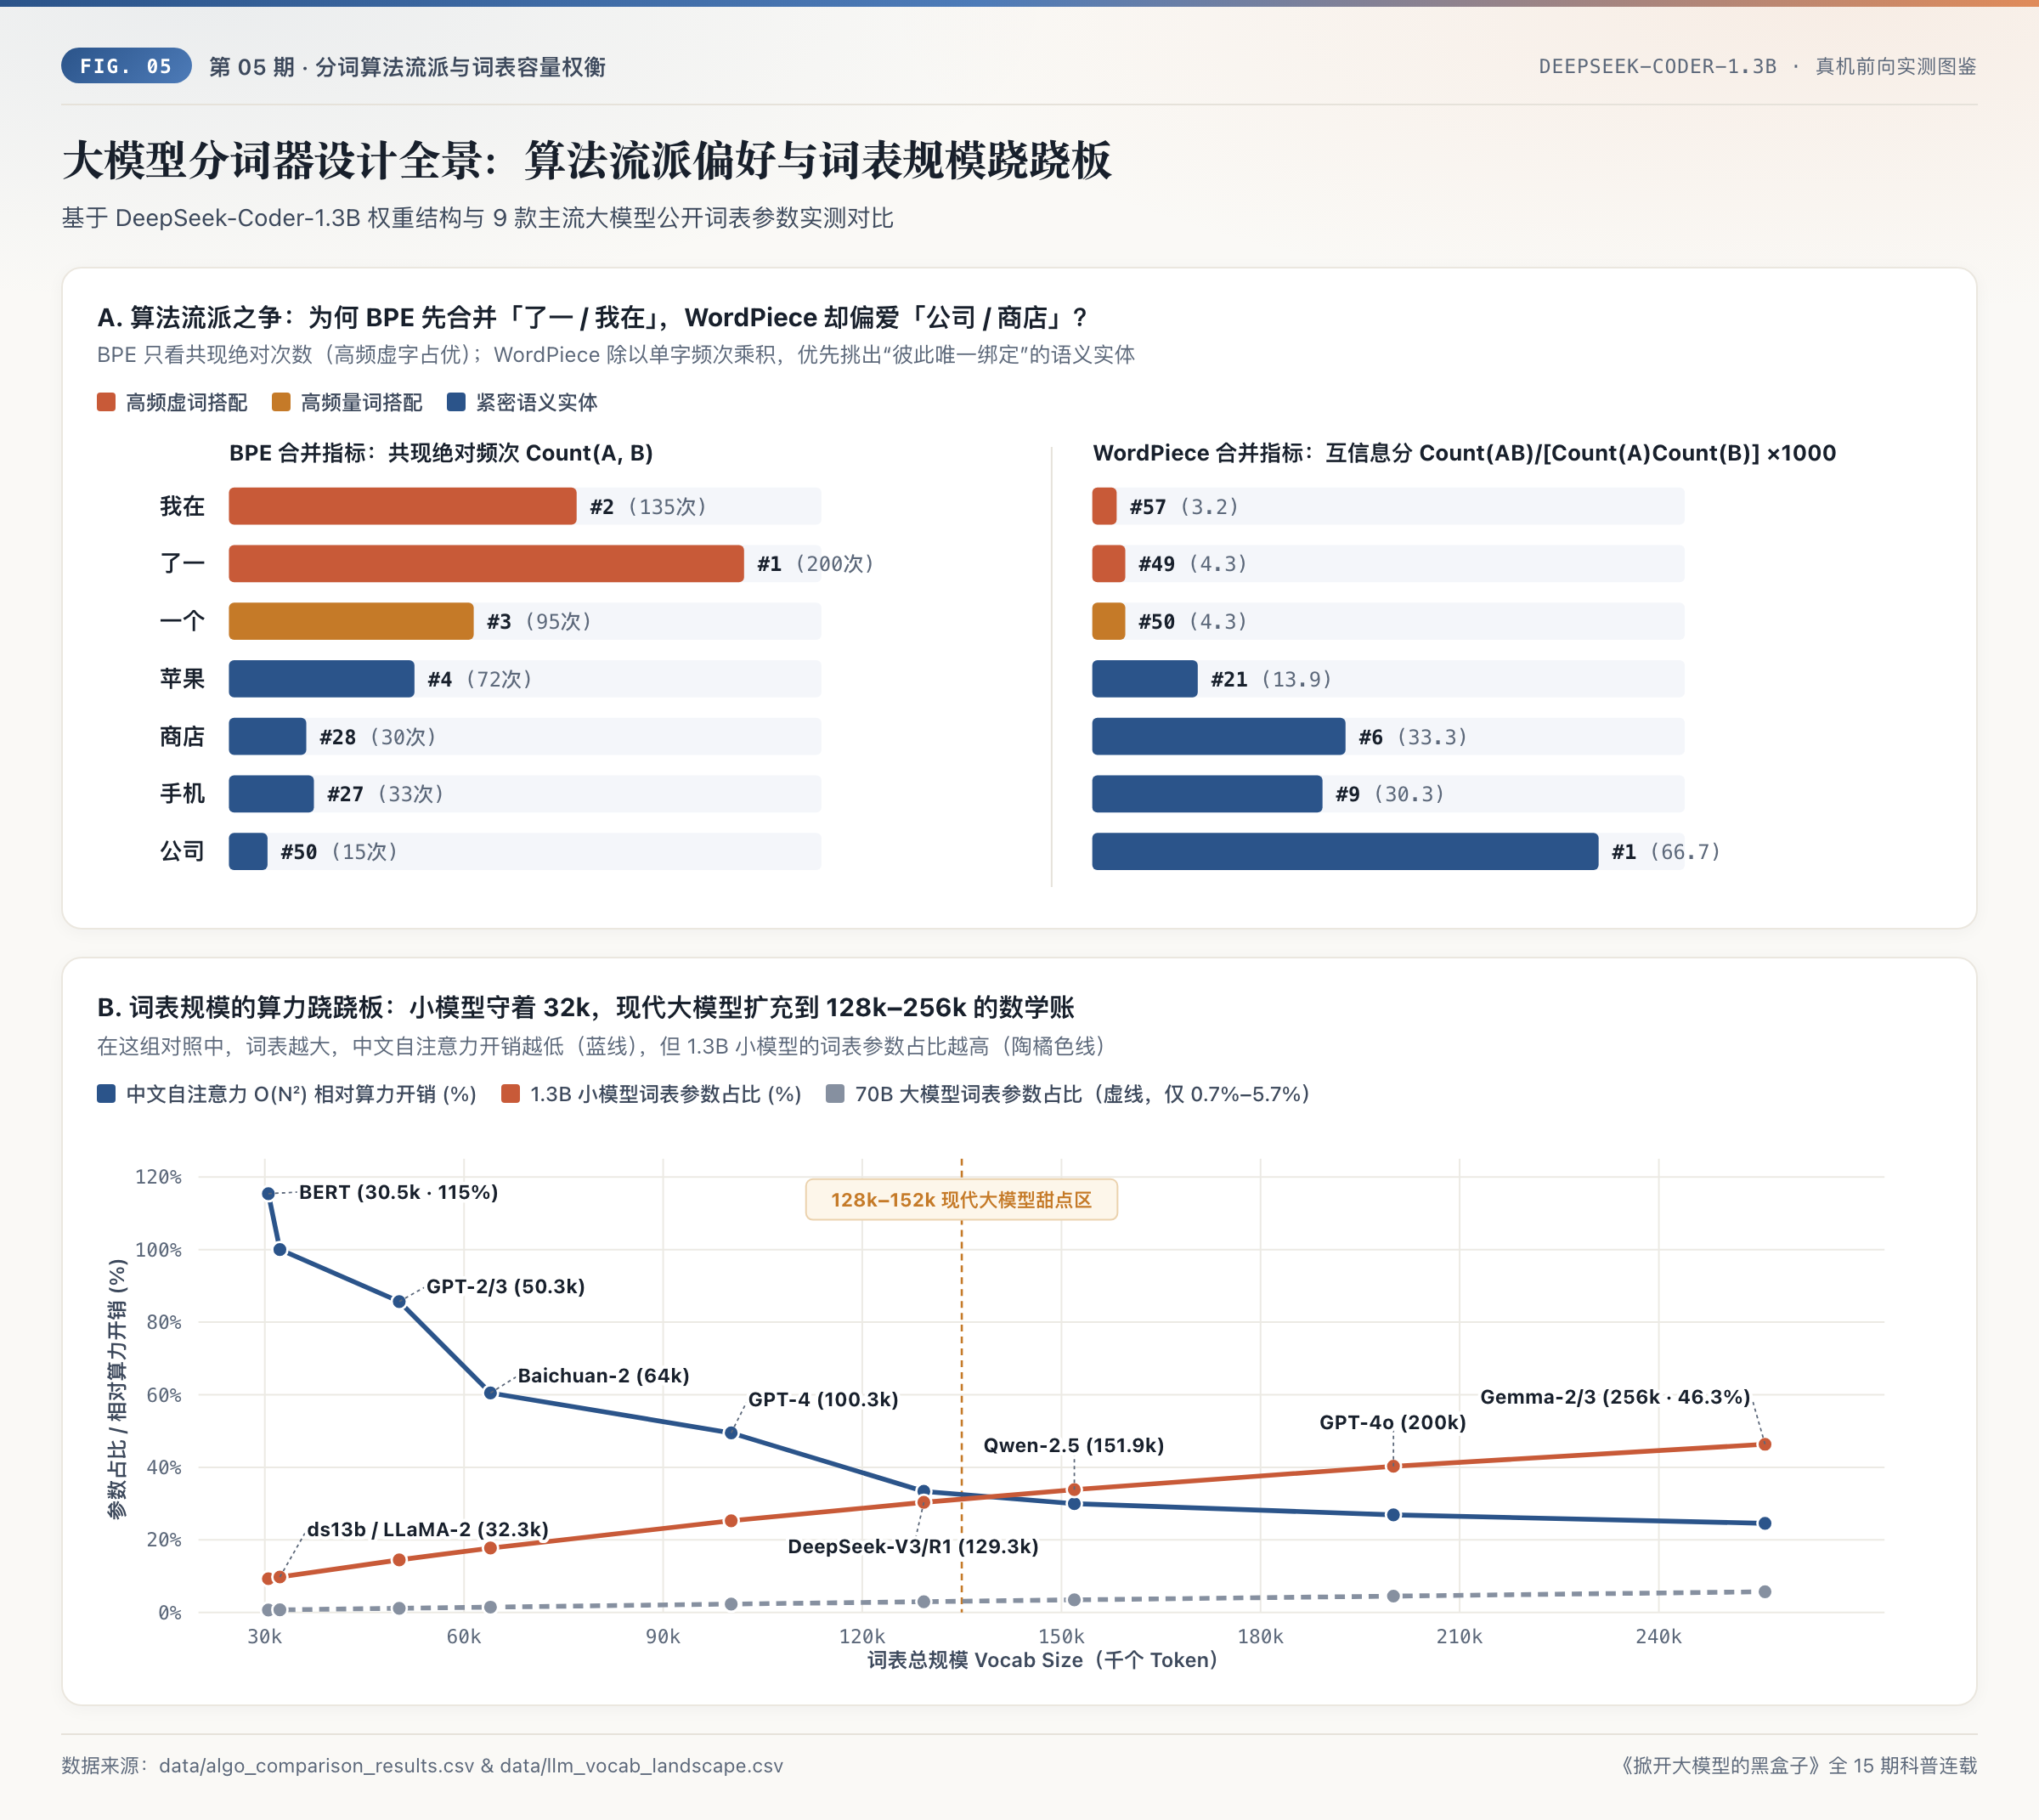 FIG. 05
第 05 期 · 分词算法流派与词表容量权衡
DEEPSEEK-CODER-1.3B · 真机前向实测图鉴
大模型分词器设计全景：算法流派偏好与词表规模跷跷板
基于 DeepSeek-Coder-1.3B 权重结构与 9 款主流大模型公开词表参数实测对比
A. 算法流派之争：为何 BPE 先合并「了一 / 我在」，WordPiece 却偏爱「公司 / 商店」？
BPE 只看共现绝对次数（高频虚字占优）；WordPiece 除以单字频次乘积，优先挑出“彼此唯一绑定”的语义实体
高频虚词搭配 高频量词搭配 紧密语义实体
BPE 合并指标：共现绝对频次 Count(A, B)
WordPiece 合并指标：互信息分 Count(AB)/[Count(A)Count(B)] ×1000
我在 #2 (135次) #57 (3.2)
了一 #1 (200次) #49 (4.3)
一个 #3 (95次) #50 (4.3)
苹果 #4 (72次) #21 (13.9)
商店 #28 (30次) #6 (33.3)
手机 #27 (33次) #9 (30.3)
公司 #50 (15次) #1 (66.7)
B. 词表规模的算力跷跷板：小模型守着 32k，现代大模型扩充到 128k–256k 的数学账
在这组对照中，词表越大，中文自注意力开销越低（蓝线），但 1.3B 小模型的词表参数占比越高（陶橘色线）
中文自注意力 O(N²) 相对算力开销 (%) 1.3B 小模型词表参数占比 (%) 70B 大模型词表参数占比（虚线，仅 0.7%–5.7%）
参数占比 / 相对算力开销 (%)
120%
100%
80%
60%
40%
20%
0%
BERT (30.5k · 115%)
128k–152k 现代大模型甜点区
GPT-2/3 (50.3k)
Baichuan-2 (64k)
GPT-4 (100.3k)
Gemma-2/3 (256k · 46.3%)
GPT-4o (200k)
Qwen-2.5 (151.9k)
ds13b / LLaMA-2 (32.3k)
DeepSeek-V3/R1 (129.3k)
30k 60k 90k 120k 150k 180k 210k 240k
词表总规模 Vocab Size（千个 Token）
数据来源：data/algo_comparison_results.csv & data/llm_vocab_landscape.csv
《掀开大模型的黑盒子》全 15 期科普连载